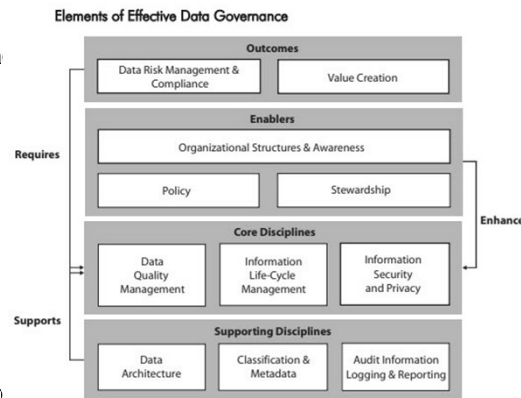 Elements of Effective Data Governance
Outcomes
Data Risk Management &
Compliance
Value Creation
Enablers
Organizational Structures & Awareness
Requires
Policy
Stewardship
Enhance
Core Disciplines
Data
Quality
Management
Information
Life-Cycle
Management
Information
Security
and Privacy
Supports
Supporting Disciplines
Data
Architecture
Classification &
Metadata
Audit Information
Logging & Reporting